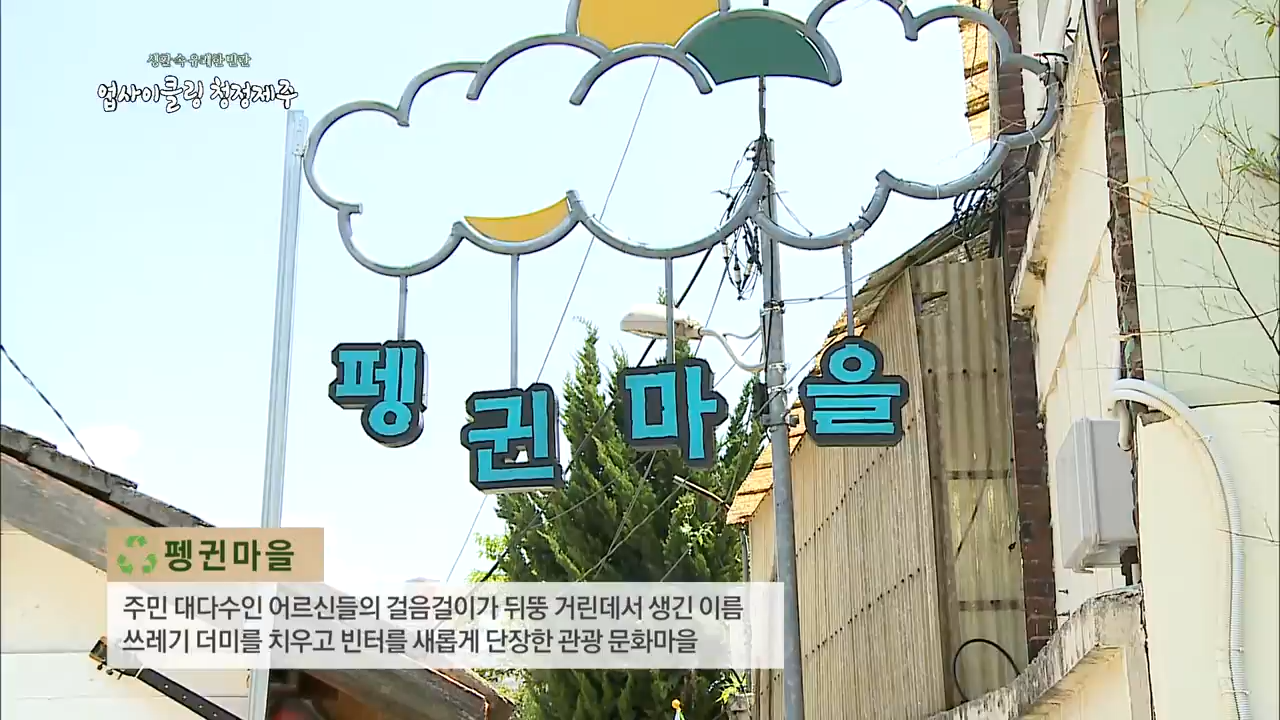 생활 속 유쾌한 반란
업사이클링 청정제주
펭귄마을
펭귄마을
주민 대다수인 어르신들의 걸음걸이가 뒤뚱 거린데서 생긴 이름
쓰레기 더미를 치우고 빈터를 새롭게 단장한 관광 문화마을